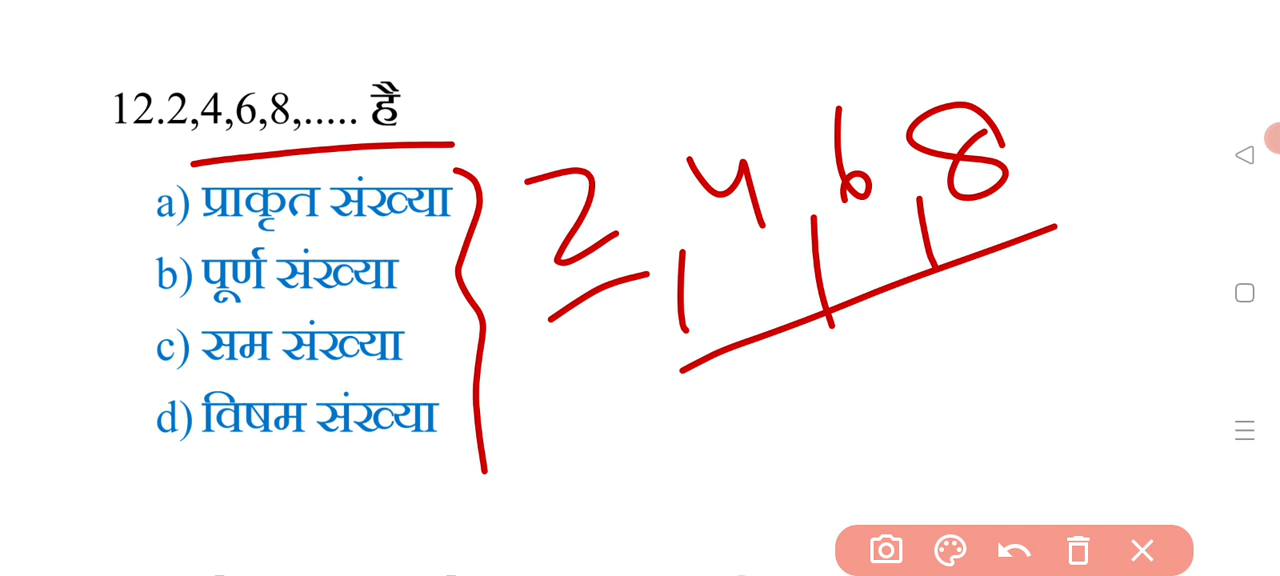 12.2,4,6,8,..... है
a) प्राकृत संख्या
b) पूर्ण संख्या
c) सम संख्या
d) विषम संख्या
2, 4, 6, 8